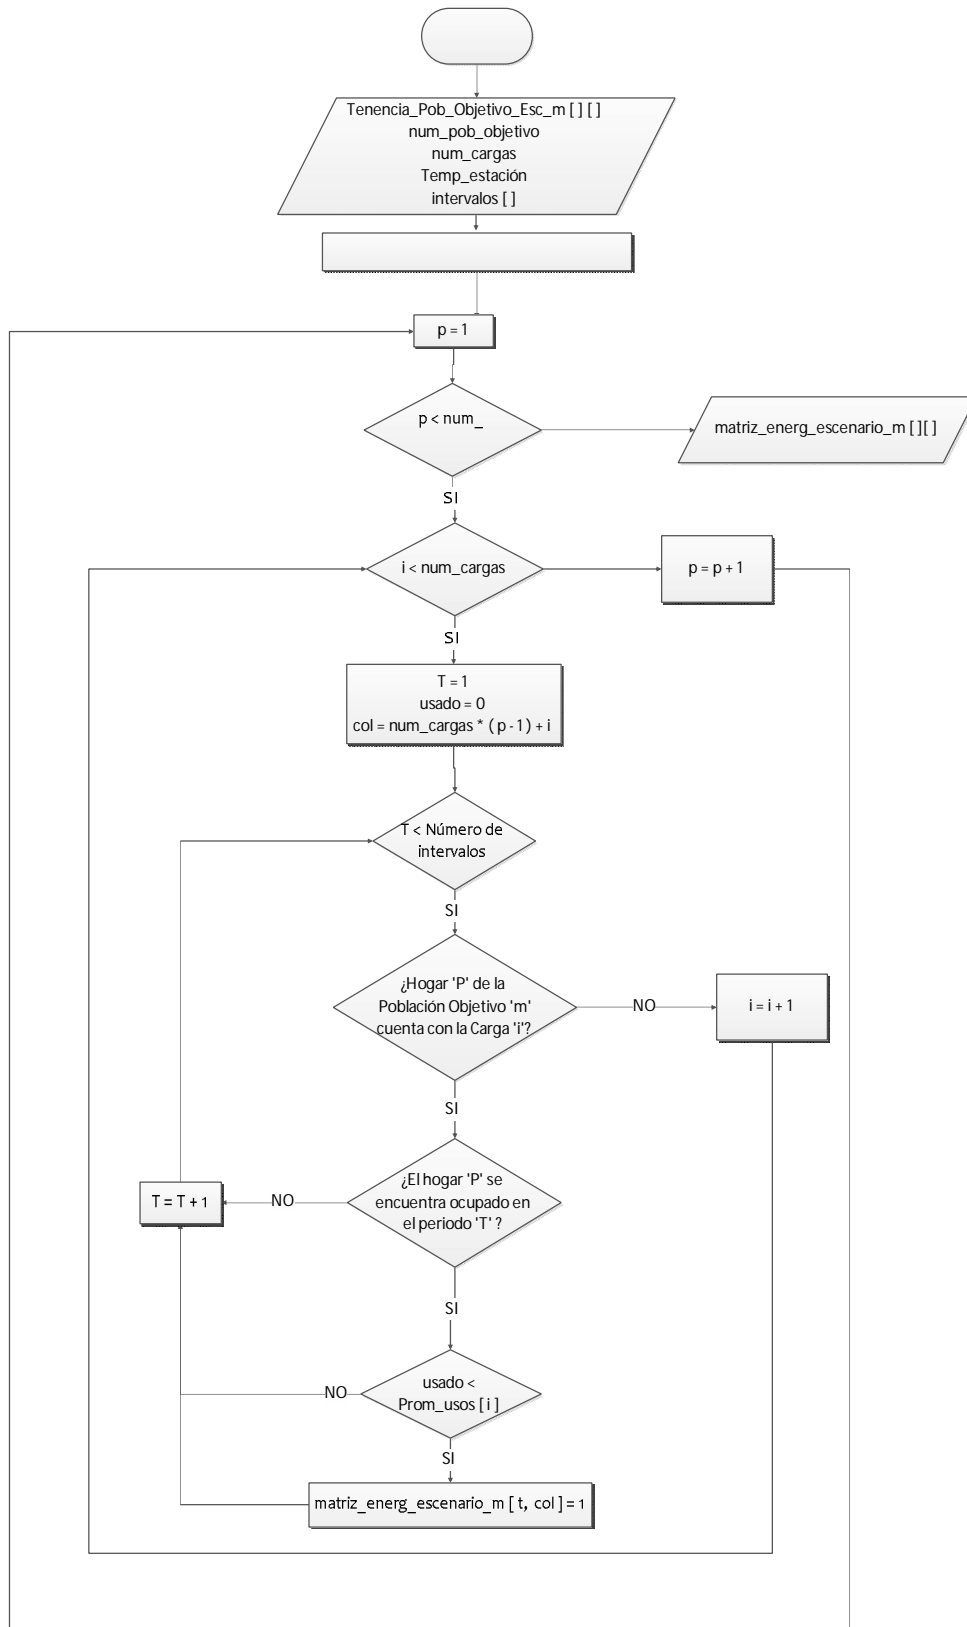 Tenencia_Pob_Objetivo_Esc_m [ ] [ ]
num_pob_objetivo
num_cargas
Temp_estación
intervalos [ ]
p = 1
p < num_
matriz_energ_escenario_m [ ][ ]
SI
i < num_cargas
p = p + 1
SI
T = 1
usado = 0
col = num_cargas * ( p - 1) + i
T < Número de
intervalos
SI
¿Hogar 'P' de la
Población Objetivo 'm'
cuenta con la Carga 'i'?
NO
i = i + 1
SI
¿El hogar 'P' se
encuentra ocupado en
el periodo 'T' ?
NO
T = T + 1
SI
usado <
Prom_usos [ i ]
NO
SI
matriz_energ_escenario_m [ t, col ] = 1